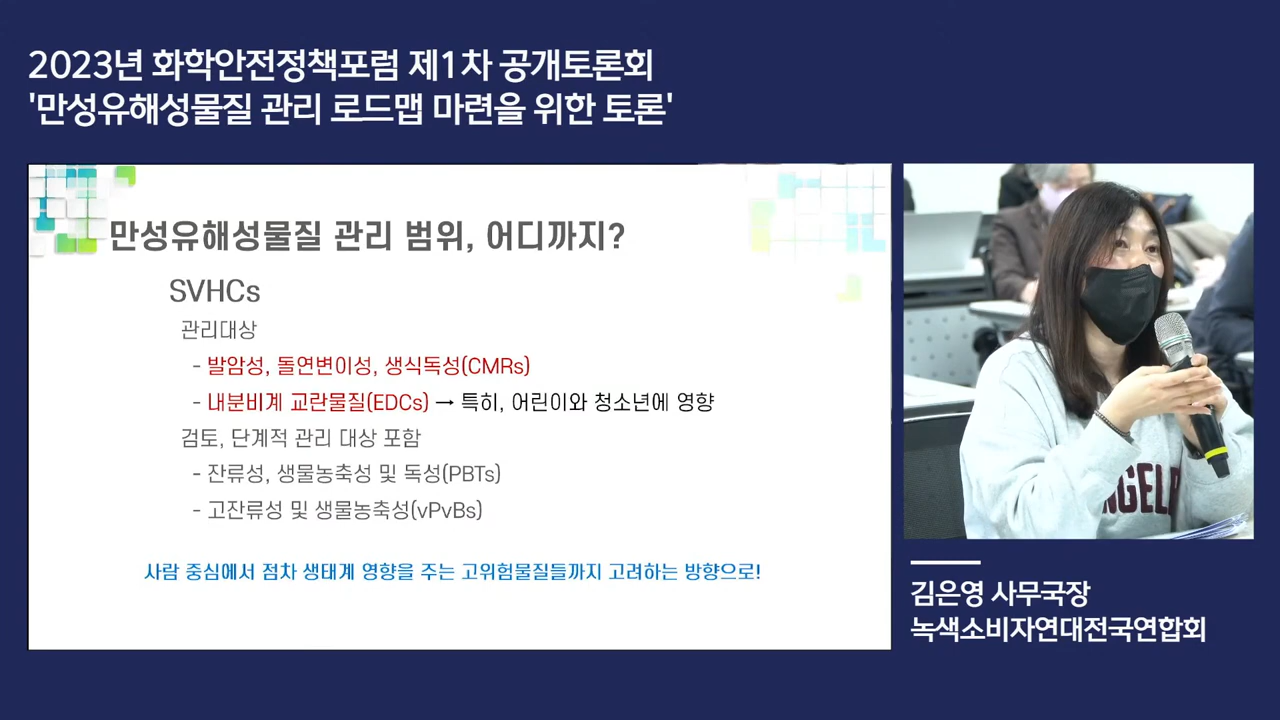 2023년 화학안전정책포럼 제1차 공개토론회
'만성유해성물질 관리 로드맵 마련을 위한 토론'
만성유해성물질 관리 범위, 어디까지?
SVHCs
관리대상
- 발암성, 돌연변이성, 생식독성(CMRs)
- 내분비계 교란물질(EDCs) → 특히, 어린이와 청소년에 영향
검토, 단계적 관리 대상 포함
- 잔류성, 생물농축성 및 독성(PBTs)
- 고잔류성 및 생물농축성(vPvBs)
사람 중심에서 점차 생태계 영향을 주는 고위험물질들까지 고려하는 방향으로!
김은영 사무국장
녹색소비자연대전국연합회